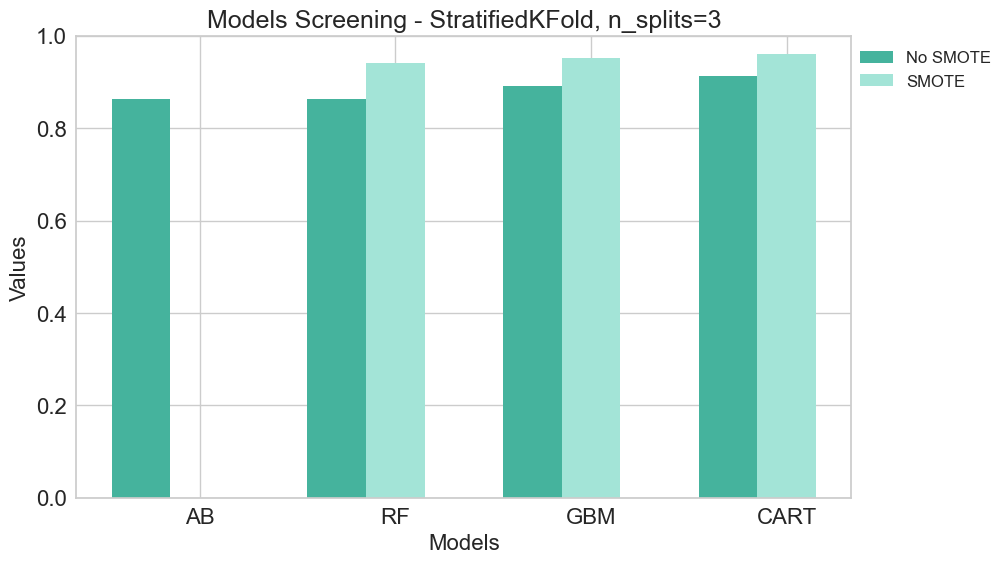 Models Screening - StratifiedKFold, n_splits=3
No SMOTE
SMOTE
Values
1.0
0.8
0.6
0.4
0.2
0.0
AB RF GBM CART
Models